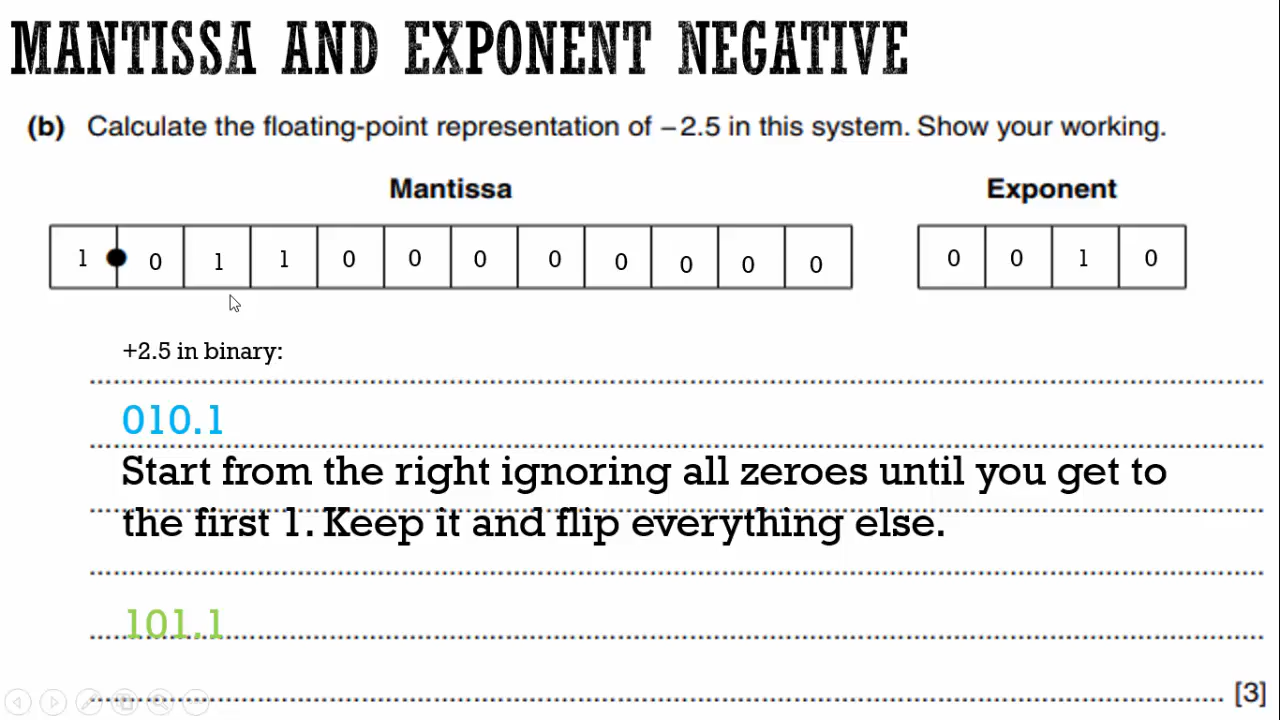 MANTISSA AND EXPONENT NEGATIVE
(b) Calculate the floating-point representation of –2.5 in this system. Show your working.
Mantissa Exponent
1 0 1 1 0 0 0 0 0 0 0 0 0 0 1 0
+2.5 in binary:
010.1
Start from the right ignoring all zeroes until you get to
the first 1. Keep it and flip everything else.
101.1
[3]